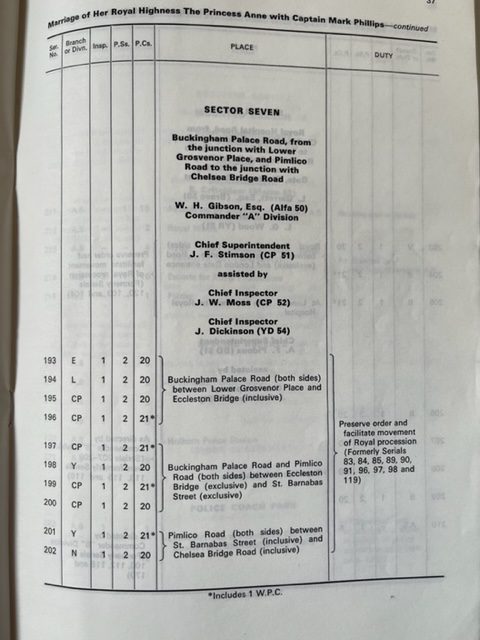 37
Marriage of Her Royal Highness The Princess Anne with Captain Mark Phillips—continued
Ser. No. Branch or Divn. Insp. P.Ss. P.Cs. PLACE DUTY
SECTOR SEVEN
Buckingham Palace Road, from
the junction with Lower
Grosvenor Place, and Pimlico
Road to the junction with
Chelsea Bridge Road
W. H. Gibson, Esq. (Alfa 50)
Commander "A" Division
Chief Superintendent
J. F. Stimson (CP 51)
assisted by
Chief Inspector
J. W. Moss (CP 52)
Chief Inspector
J. Dickinson (YD 54)
193 E 1 2 20
194 L 1 2 20
195 CP 1 2 20
196 CP 1 2 21*
Buckingham Palace Road (both sides)
between Lower Grosvenor Place and
Eccleston Bridge (inclusive)
197 CP 1 2 21*
198 Y 1 2 20
199 CP 1 2 21*
200 CP 1 2 20
Buckingham Palace Road and Pimlico
Road (both sides) between Eccleston
Bridge (exclusive) and St. Barnabas
Street (exclusive)
201 Y 1 2 21*
202 N 1 2 20
Pimlico Road (both sides) between
St. Barnabas Street (inclusive) and
Chelsea Bridge Road (inclusive)
Preserve order and
facilitate movement
of Royal procession
(Formerly Serials
83, 84, 85, 89, 90,
91, 96, 97, 98 and
119)
*Includes 1 W.P.C.